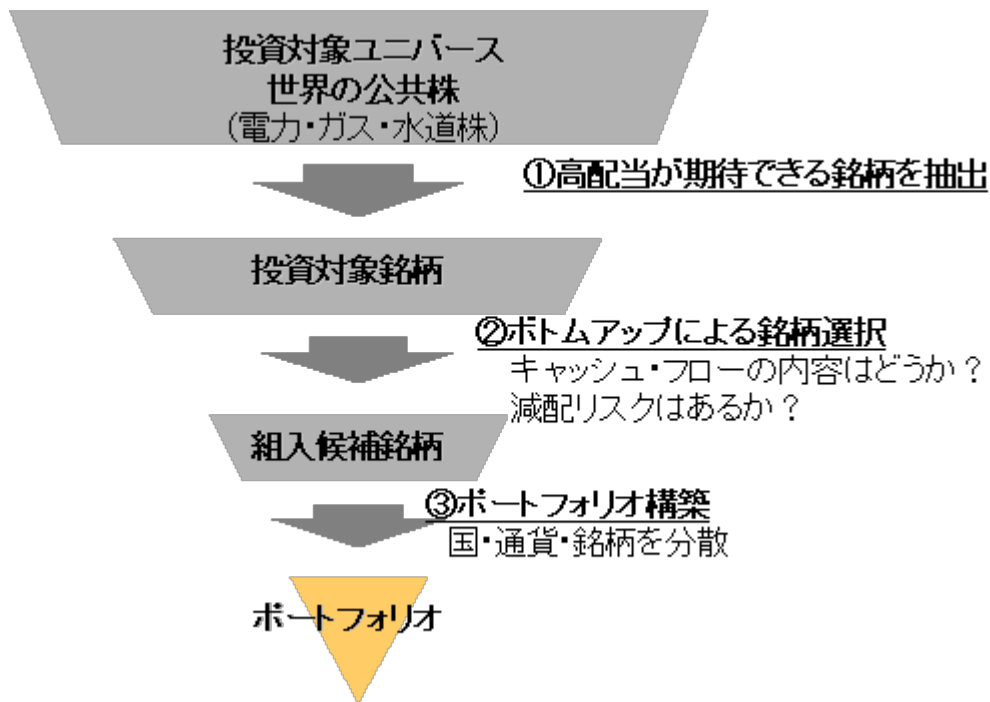 投資対象ユニバース
世界の公共株
（電力・ガス・水道株）
①高配当が期待できる銘柄を抽出
投資対象銘柄
②ボトムアップによる銘柄選択
キャッシュ・フローの内容はどうか？
減配リスクはあるか？
組入候補銘柄
③ポートフォリオ構築
国・通貨・銘柄を分散
ポートフォリオ